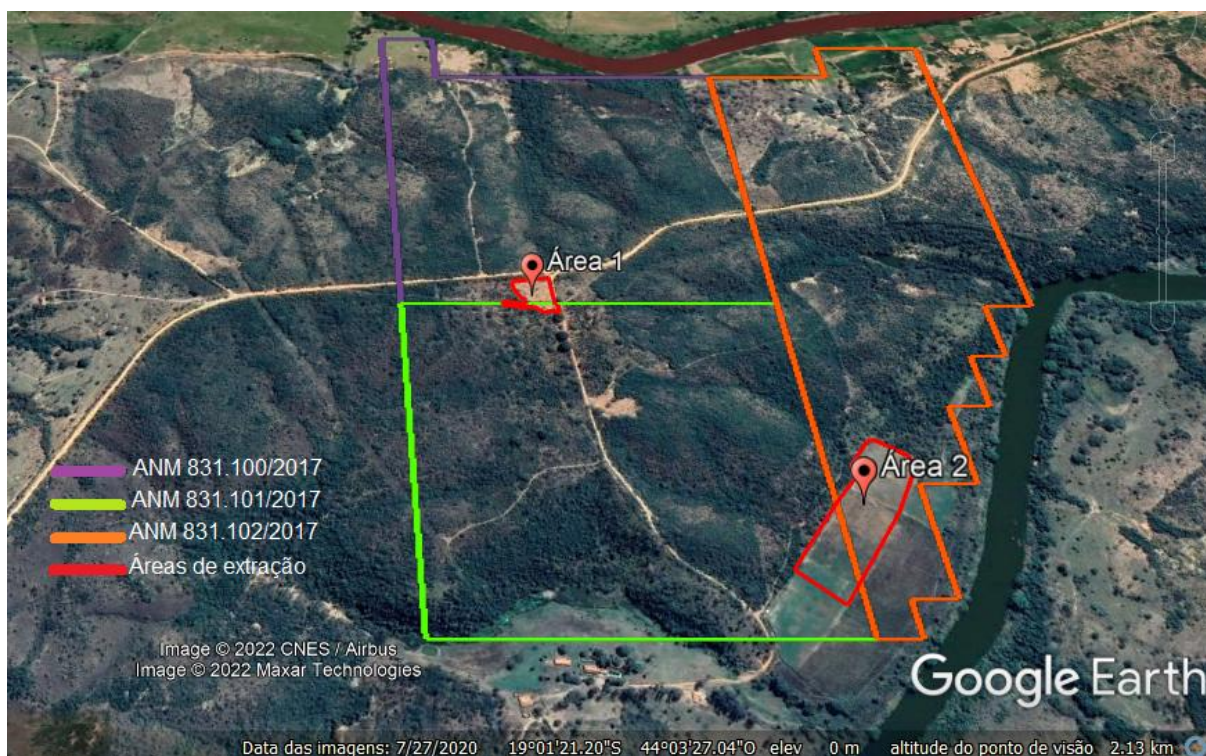 Área 1
Área 2
ANM 831.100/2017
ANM 831.101/2017
ANM 831.102/2017
Áreas de extração
Image © 2022 CNES / Airbus
Image © 2022 Maxar Technologies
Google Earth
Data das imagens: 7/27/2020 19°01'21.20"S 44°03'27.04"O elev 0 m altitude do ponto de visão 2.13 km